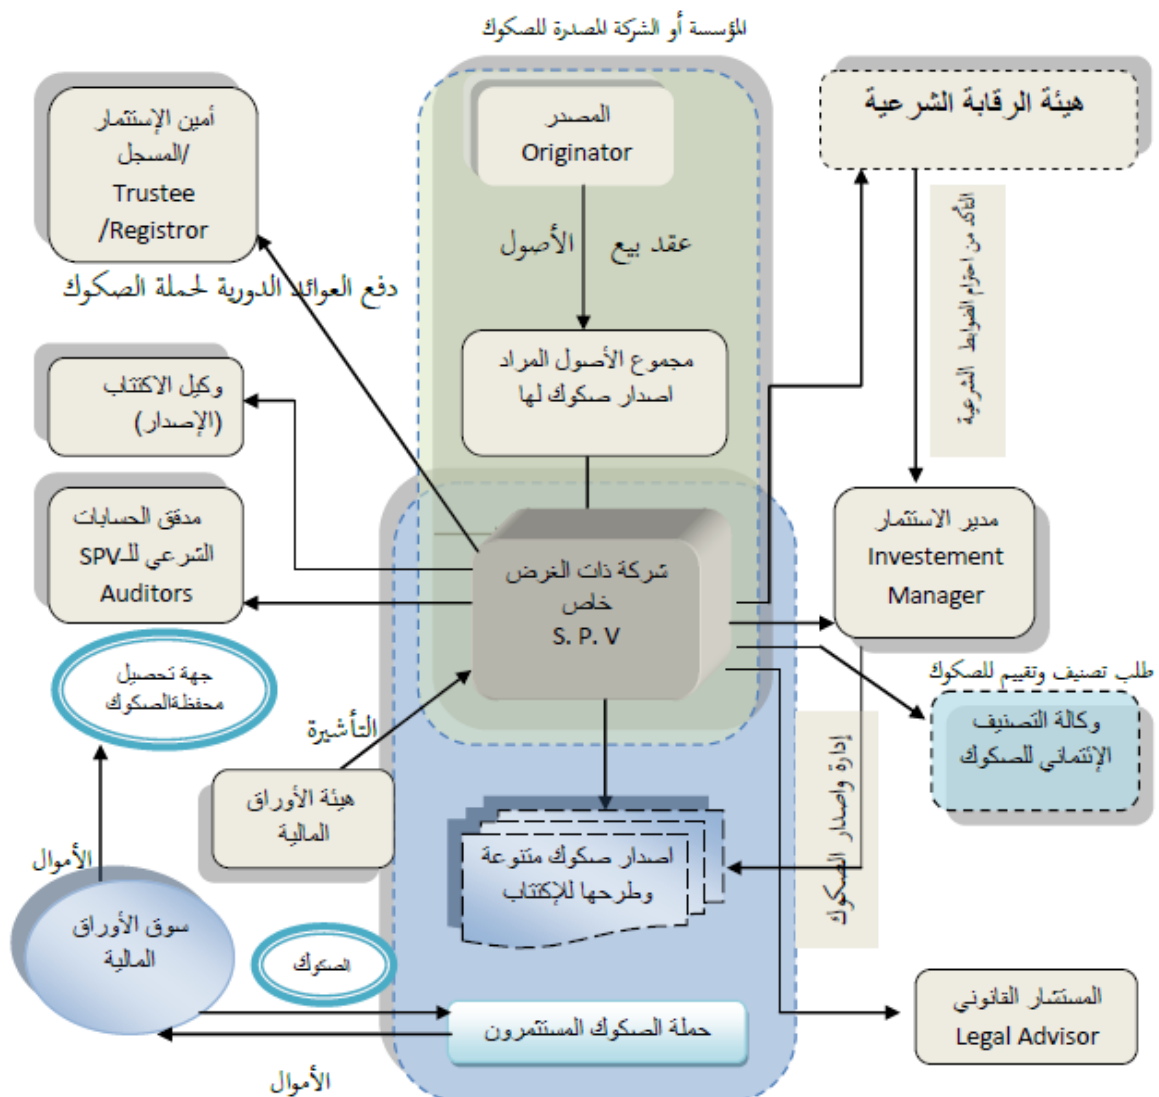 المؤسسة أو الشركة المصدرة للصكوك
هيئة الرقابة الشرعية
المصدر
Originator
أمين الإستثمار
/المسجل
Trustee
/Registror
التأكد من احترام الضوابط الشرعية
عقد بيع
الأصول
دفع العوائد الدورية لحملة الصكوك
مجموع الأصول المراد
اصدار صكوك لها
وكيل الاكتتاب
(الإصدار)
مدير الاستثمار
Investement
Manager
مدقق الحسابات
الشرعي للـSPV
Auditors
شركة ذات الغرض
خاص
S. P. V
جهة تحصيل
محفظةالصكوك
طلب تصنيف وتقييم للصكوك
وكالة التصنيف
الإئتماني للصكوك
التأشيرة
إدارة واصدار الصكوك
هيئة الأوراق
المالية
اصدار صكوك متنوعة
وطرحها للإكتتاب
الأموال
سوق الأوراق
المالية
الصكوك
المستشار القانوني
Legal Advisor
حملة الصكوك المستثمرون
الأموال